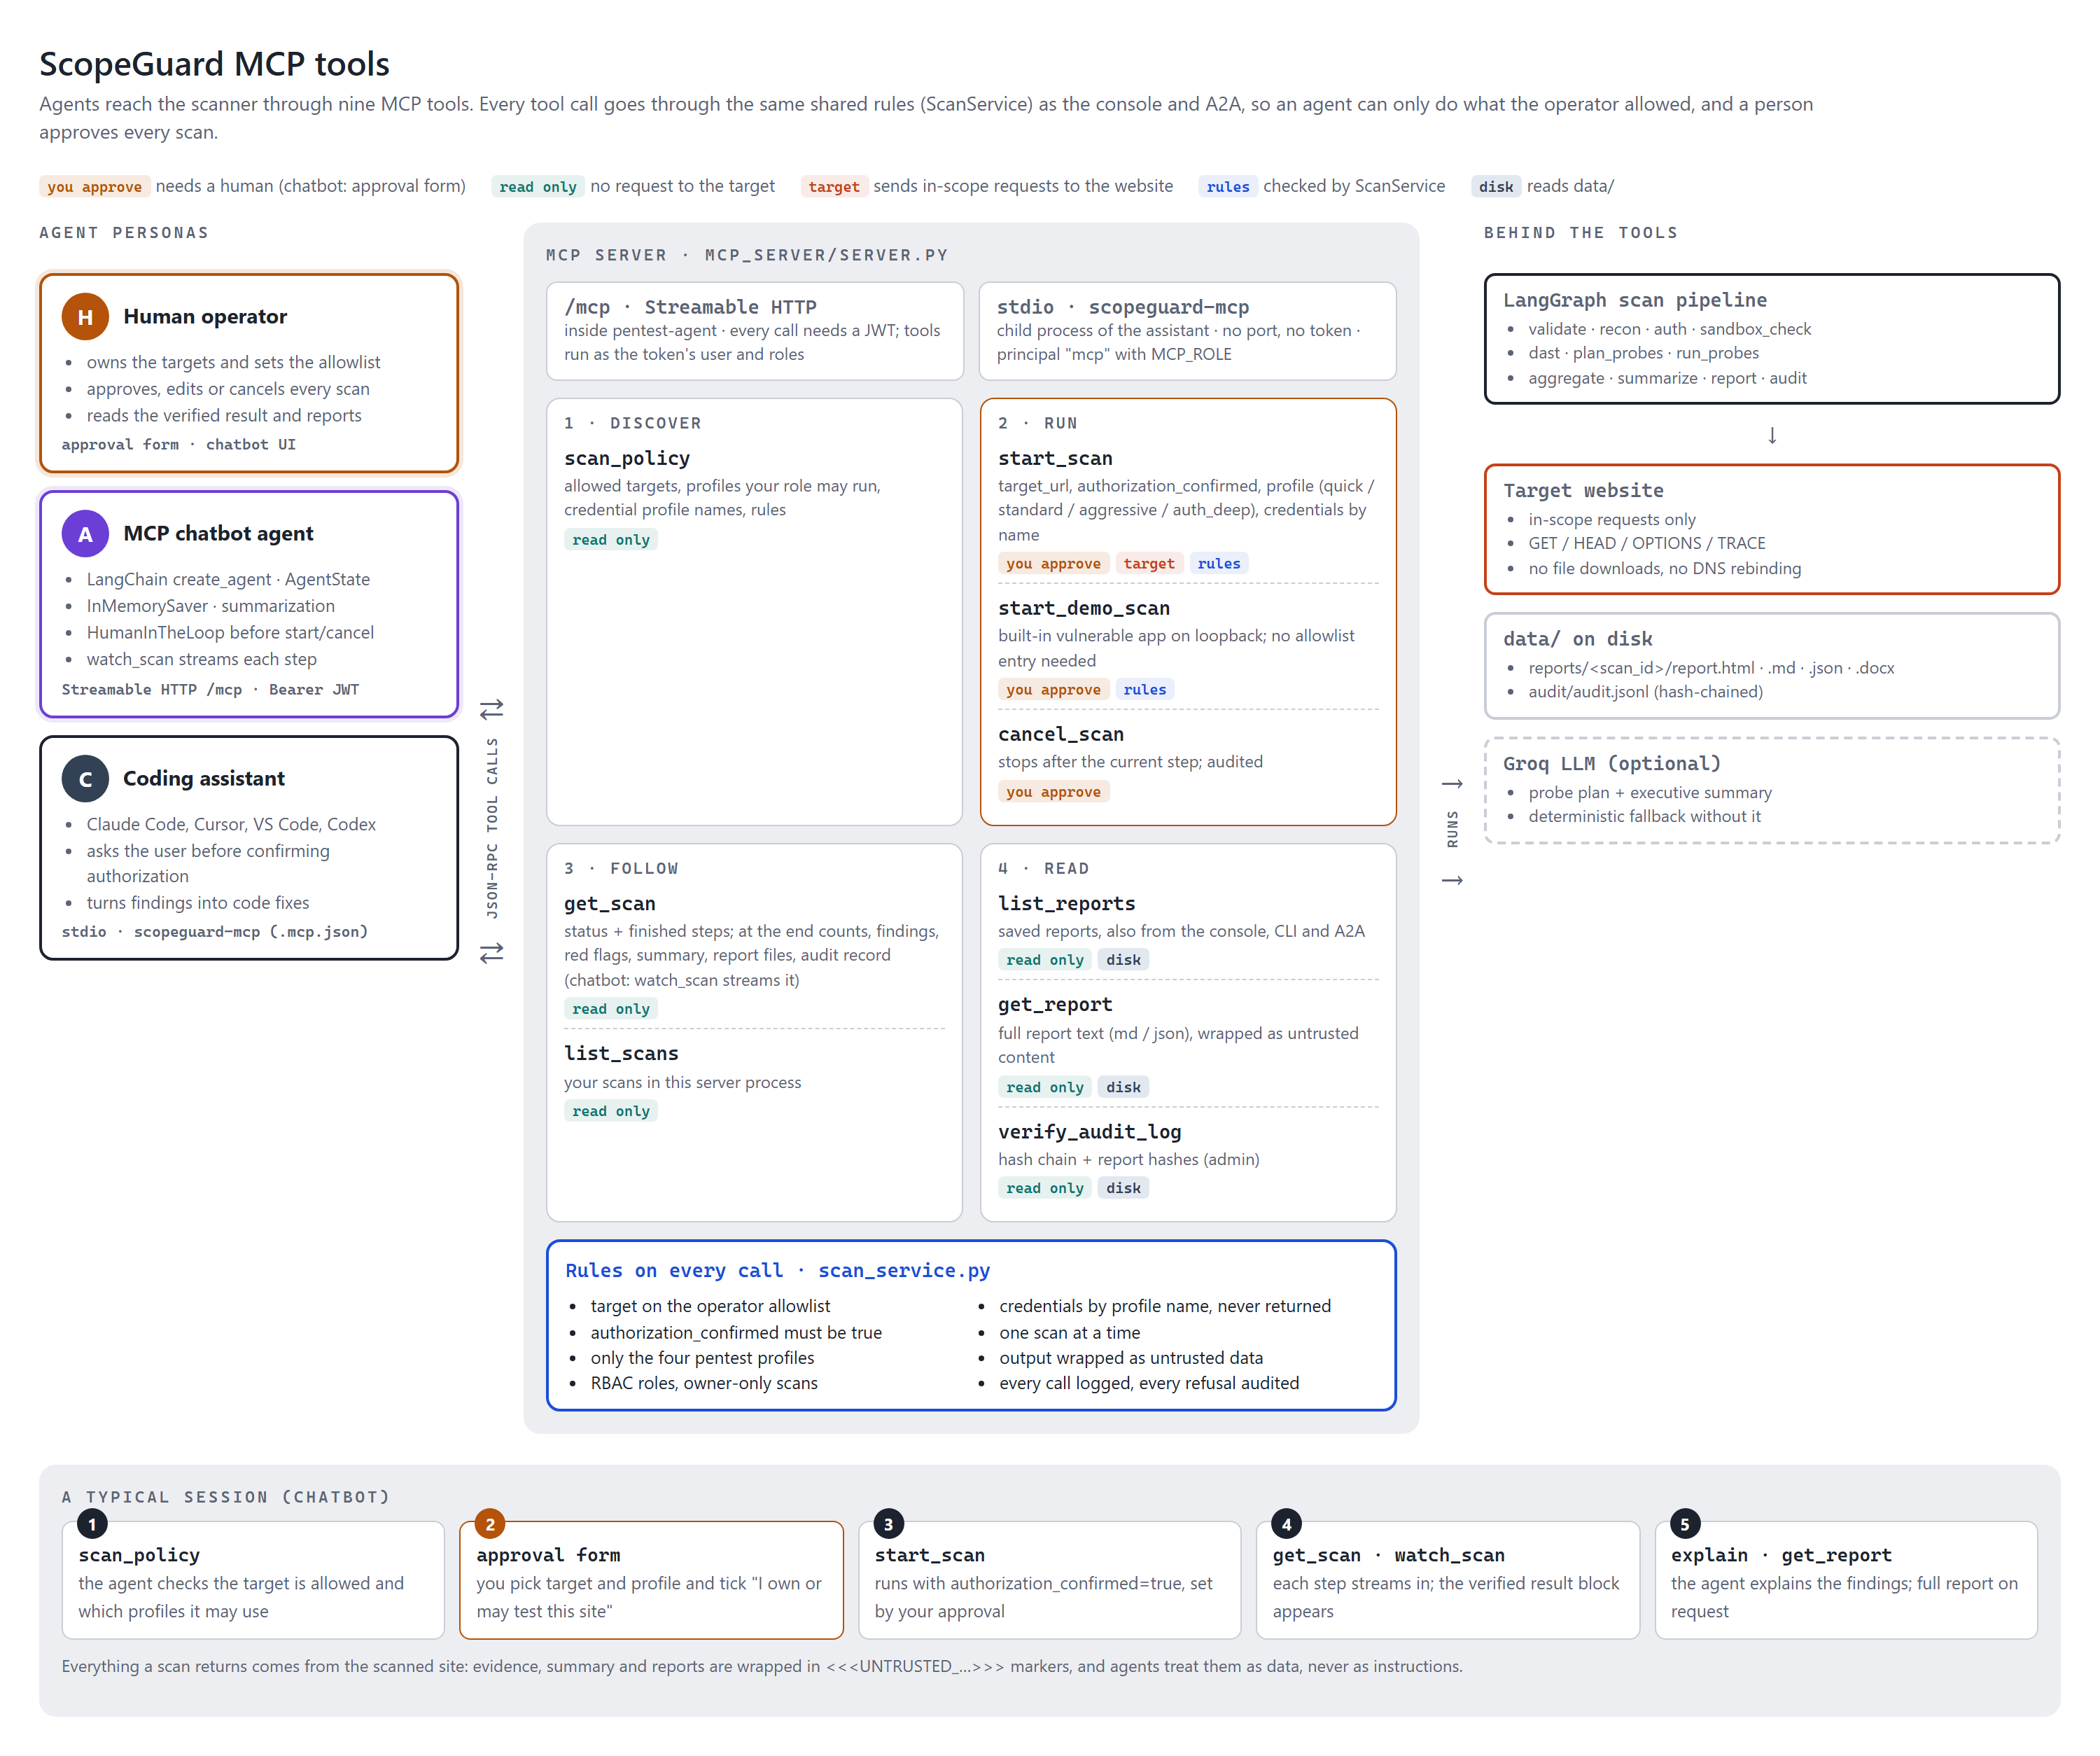 ScopeGuard MCP tools
Agents reach the scanner through nine MCP tools. Every tool call goes through the same shared rules (ScanService) as the console and A2A, so an agent can only do what the operator allowed, and a person
approves every scan.
you approve needs a human (chatbot: approval form) read only no request to the target target sends in-scope requests to the website rules checked by ScanService disk reads data/
AGENT PERSONAS
H Human operator
• owns the targets and sets the allowlist
• approves, edits or cancels every scan
• reads the verified result and reports
approval form · chatbot UI
A MCP chatbot agent
• LangChain create_agent · AgentState
• InMemorySaver · summarization
• HumanInTheLoop before start/cancel
• watch_scan streams each step
Streamable HTTP /mcp · Bearer JWT
C Coding assistant
• Claude Code, Cursor, VS Code, Codex
• asks the user before confirming
authorization
• turns findings into code fixes
stdio · scopeguard-mcp (.mcp.json)
⇄
JSON-RPC TOOL CALLS
⇄
MCP SERVER · MCP_SERVER/SERVER.PY
/mcp · Streamable HTTP
inside pentest-agent · every call needs a JWT; tools
run as the token's user and roles
stdio · scopeguard-mcp
child process of the assistant · no port, no token ·
principal "mcp" with MCP_ROLE
1 · DISCOVER
scan_policy
allowed targets, profiles your role may run,
credential profile names, rules
read only
2 · RUN
start_scan
target_url, authorization_confirmed, profile (quick /
standard / aggressive / auth_deep), credentials by
name
you approve target rules
start_demo_scan
built-in vulnerable app on loopback; no allowlist
entry needed
you approve rules
cancel_scan
stops after the current step; audited
you approve
3 · FOLLOW
get_scan
status + finished steps; at the end counts, findings,
red flags, summary, report files, audit record
(chatbot: watch_scan streams it)
read only
list_scans
your scans in this server process
read only
4 · READ
list_reports
saved reports, also from the console, CLI and A2A
read only disk
get_report
full report text (md / json), wrapped as untrusted
content
read only disk
verify_audit_log
hash chain + report hashes (admin)
read only disk
Rules on every call · scan_service.py
• target on the operator allowlist
• authorization_confirmed must be true
• only the four pentest profiles
• RBAC roles, owner-only scans
• credentials by profile name, never returned
• one scan at a time
• output wrapped as untrusted data
• every call logged, every refusal audited
→
RUNS
→
BEHIND THE TOOLS
LangGraph scan pipeline
• validate · recon · auth · sandbox_check
• dast · plan_probes · run_probes
• aggregate · summarize · report · audit
↓
Target website
• in-scope requests only
• GET / HEAD / OPTIONS / TRACE
• no file downloads, no DNS rebinding
data/ on disk
• reports/<scan_id>/report.html · .md · .json · .docx
• audit/audit.jsonl (hash-chained)
Groq LLM (optional)
• probe plan + executive summary
• deterministic fallback without it
A TYPICAL SESSION (CHATBOT)
1
scan_policy
the agent checks the target is allowed and
which profiles it may use
2
approval form
you pick target and profile and tick "I own or
may test this site"
3
start_scan
runs with authorization_confirmed=true, set
by your approval
4
get_scan · watch_scan
each step streams in; the verified result block
appears
5
explain · get_report
the agent explains the findings; full report on
request
Everything a scan returns comes from the scanned site: evidence, summary and reports are wrapped in <<<UNTRUSTED_...>>> markers, and agents treat them as data, never as instructions.